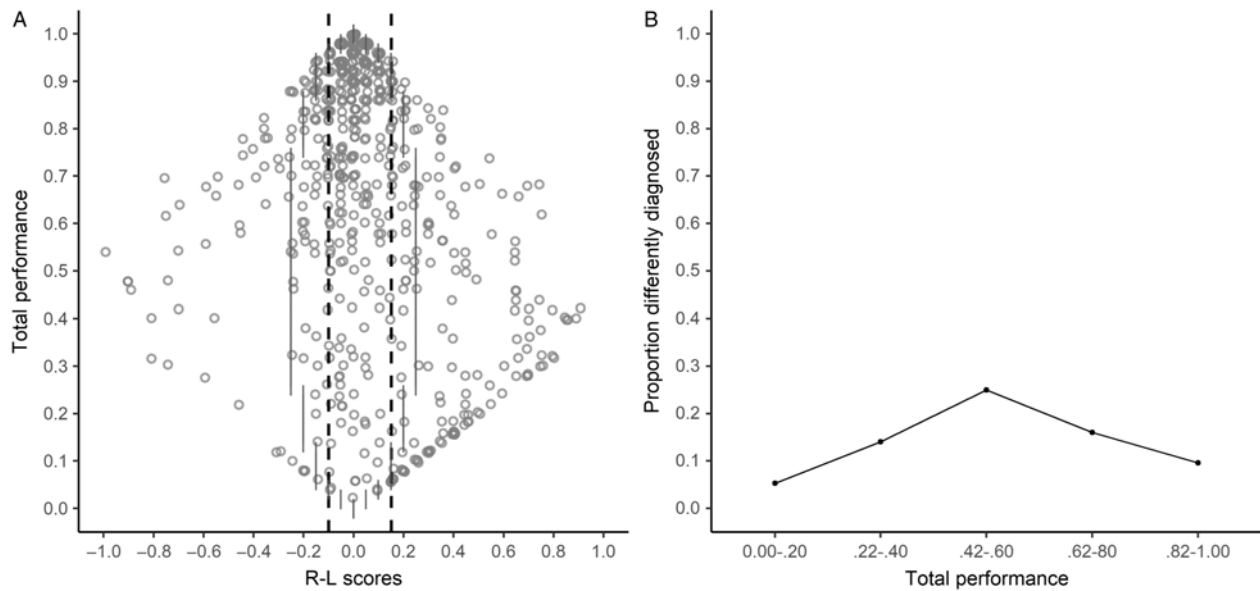 A
Total performance
1.0
0.9
0.8
0.7
0.6
0.5
0.4
0.3
0.2
0.1
0.0
–1.0 –0.8 –0.6 –0.4 –0.2 0.0 0.2 0.4 0.6 0.8 1.0
R-L scores
B
Proportion differently diagnosed
1.0
0.9
0.8
0.7
0.6
0.5
0.4
0.3
0.2
0.1
0.0
0.00-.20 .22-.40 .42-.60 .62-80 .82-1.00
Total performance